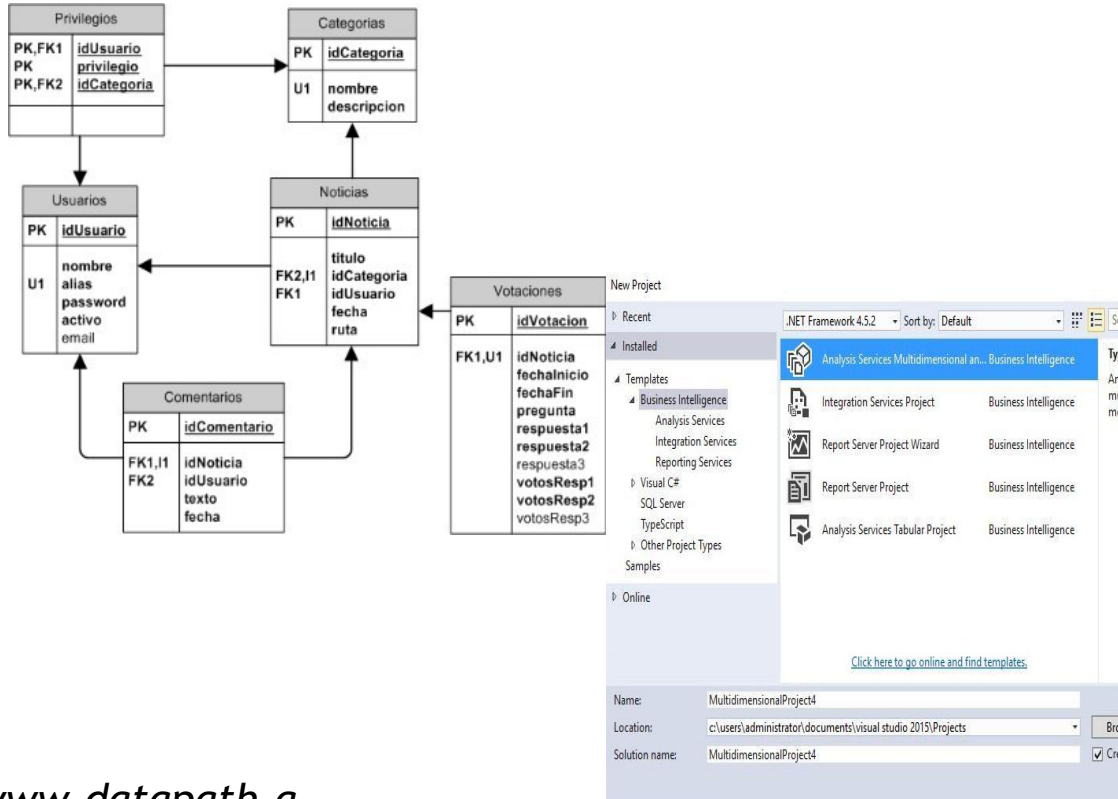 Privilegios
PK,FK1 idUsuario
PK privilegio
PK,FK2 idCategoria
Categorias
PK idCategoria
U1 nombre
descripcion
Usuarios
PK idUsuario
nombre
U1 alias
password
activo
email
Noticias
PK idNoticia
titulo
FK2,I1 idCategoria
FK1 idUsuario
fecha
ruta
Votaciones
PK idVotacion
FK1,U1 idNoticia
fechaInicio
fechaFin
pregunta
respuesta1
respuesta2
respuesta3
votosResp1
votosResp2
votosResp3
Comentarios
PK idComentario
FK1,I1 idNoticia
FK2 idUsuario
texto
fecha
New Project
Recent
.NET Framework 4.5.2 Sort by: Default
Installed
Templates
Business Intelligence
Analysis Services
Integration Services
Reporting Services
Visual C#
SQL Server
TypeScript
Other Project Types
Samples
Online
Analysis Services Multidimensional an... Business Intelligence
Integration Services Project Business Intelligence
Report Server Project Wizard Business Intelligence
Report Server Project Business Intelligence
Analysis Services Tabular Project Business Intelligence
Click here to go online and find templates.
Name: MultidimensionalProject4
Location: c:\users\administrator\documents\visual studio 2015\Projects
Solution name: MultidimensionalProject4